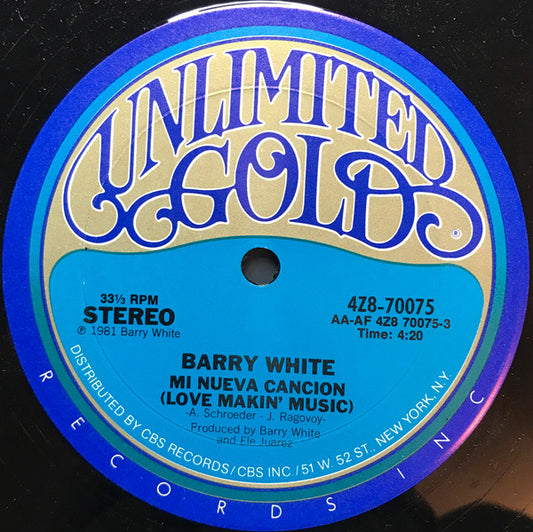 UNLIMITED
GOLD
®
33⅓ RPM
STEREO
℗ 1981 Barry White
4Z8-70075
AA-AF 4Z8 70075-3
Time: 4:20
BARRY WHITE
MI NUEVA CANCION
(LOVE MAKIN' MUSIC)
-A. Schroeder - J. Ragovoy-
Produced by Barry White
and Ele Juarez
DISTRIBUTED BY CBS RECORDS/CBS INC./51 W. 52 ST., NEW YORK, N.Y.
RECORDS INC